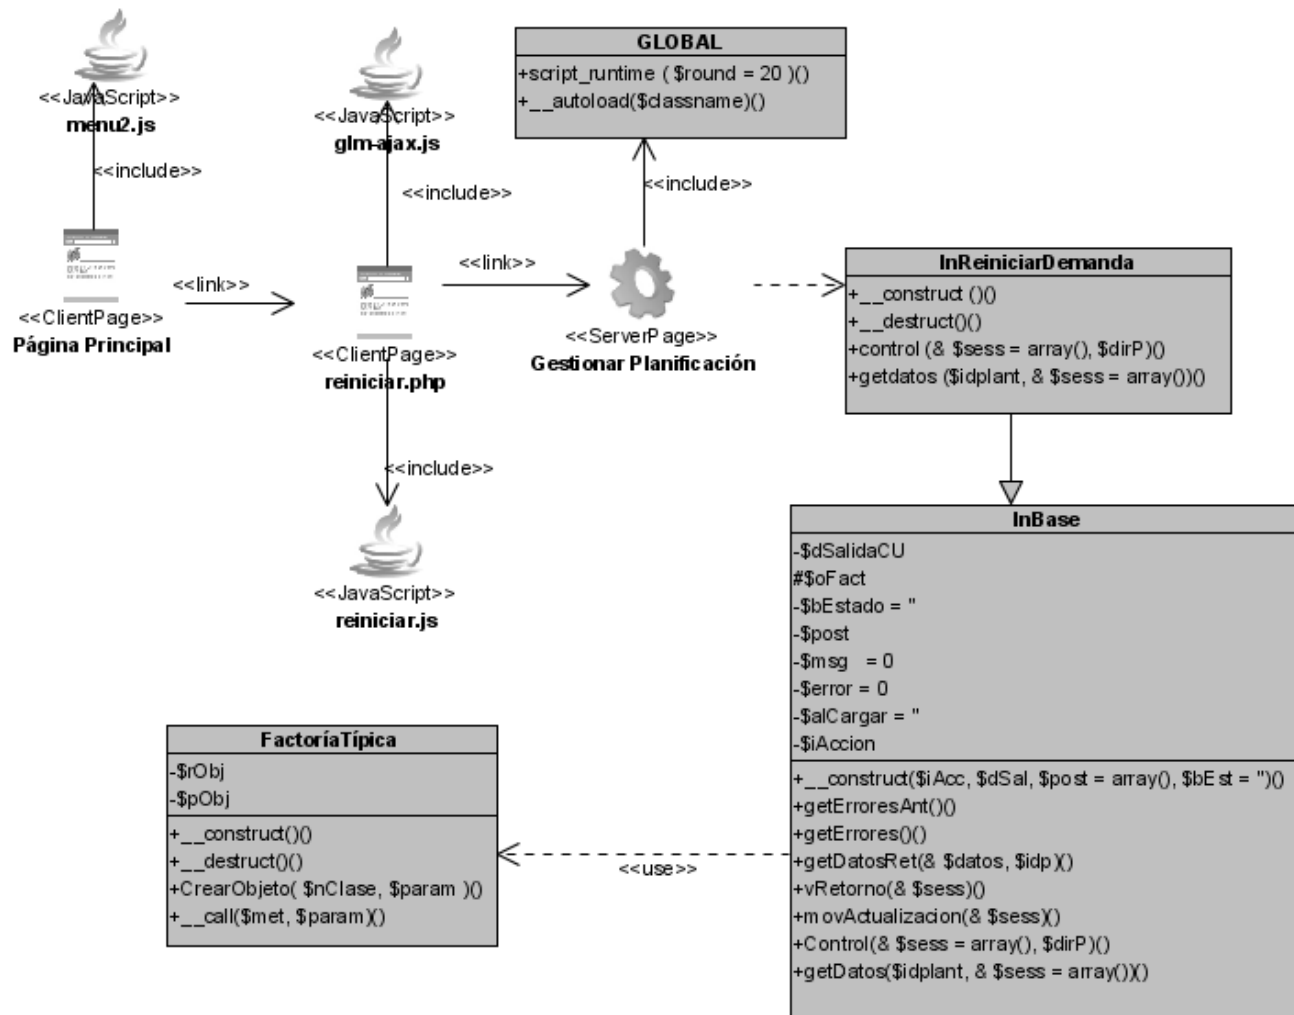 <<JavaScript>>
menu2.js
<<include>>
<<ClientPage>>
Página Principal
<<link>>
<<JavaScript>>
glm-ajax.js
<<include>>
<<ClientPage>>
reiniciar.php
<<include>>
<<JavaScript>>
reiniciar.js
<<link>>
GLOBAL
+script_runtime ( $round = 20 )()
+__autoload($classname)()
<<include>>
<<ServerPage>>
Gestionar Planificación
InReiniciarDemanda
+__construct ()()
+__destruct()()
+control (& $sess = array(), $dirP)()
+getdatos ($idplant, & $sess = array())()
InBase
-$dSalidaCU
#$oFact
-$bEstado = ''
-$post
-$msg   = 0
-$error = 0
-$alCargar = ''
-$iAccion
+__construct($iAcc, $dSal, $post = array(), $bEst = '')()
+getErroresAnt()()
+getErrores()()
+getDatosRet(& $datos, $idp)()
+vRetorno(& $sess)()
+movActualizacion(& $sess)()
+Control(& $sess = array(), $dirP)()
+getDatos($idplant, & $sess = array())()
<<use>>
FactoríaTípica
-$rObj
-$pObj
+__construct()()
+__destruct()()
+CrearObjeto( $nClase, $param )()
+__call($met, $param)()